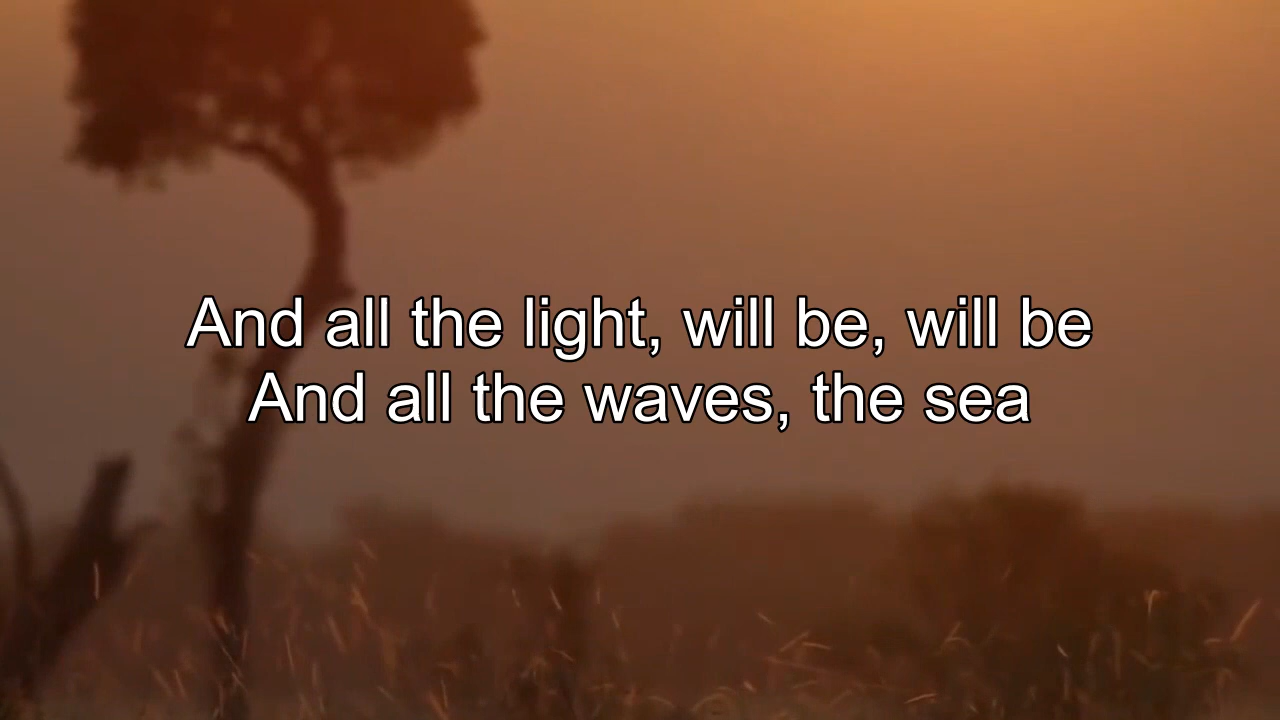 And all the light, will be, will be
And all the waves, the sea